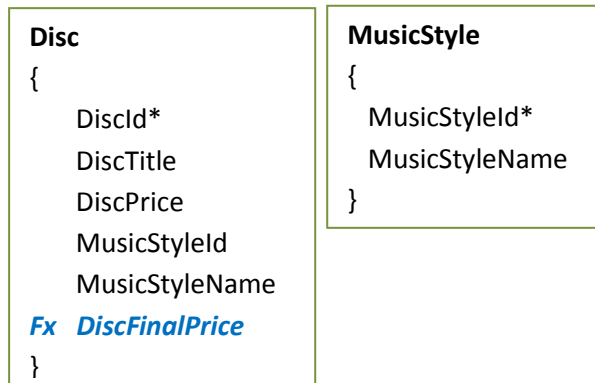 Disc
{
DiscId*
DiscTitle
DiscPrice
MusicStyleId
MusicStyleName
Fx DiscFinalPrice
}
MusicStyle
{
MusicStyleId*
MusicStyleName
}